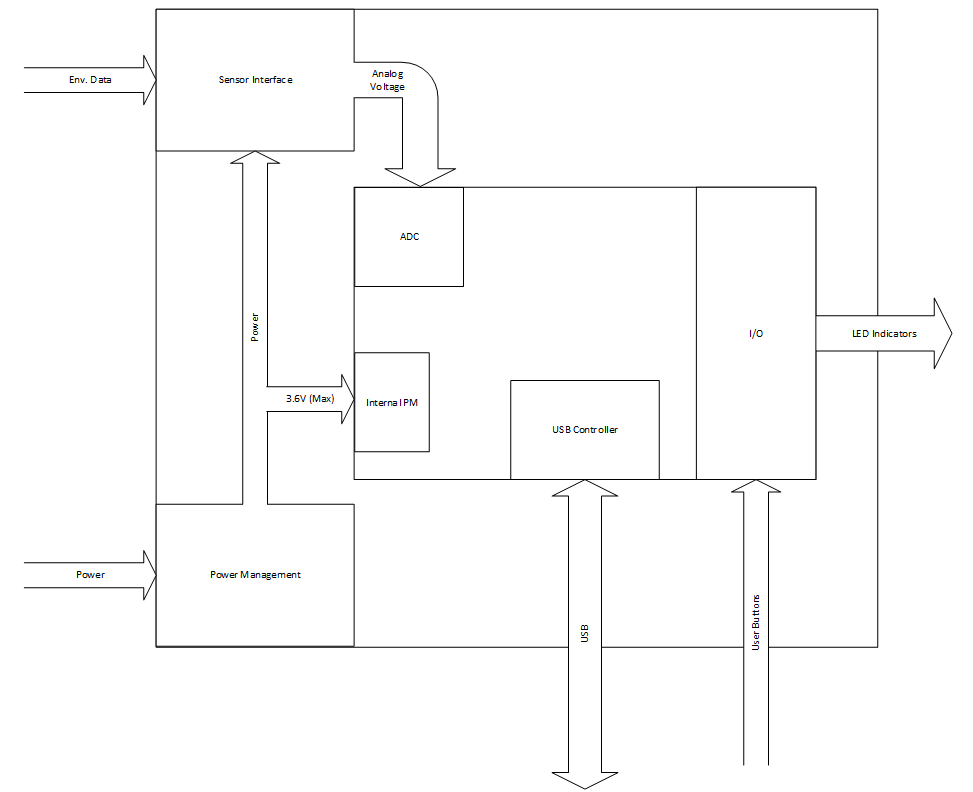 Env. Data
Sensor Interface
Analog
Voltage
ADC
Power
I/O
LED Indicators
3.6V (Max)
Internal PM
USB Controller
Power
Power Management
USB
User Buttons